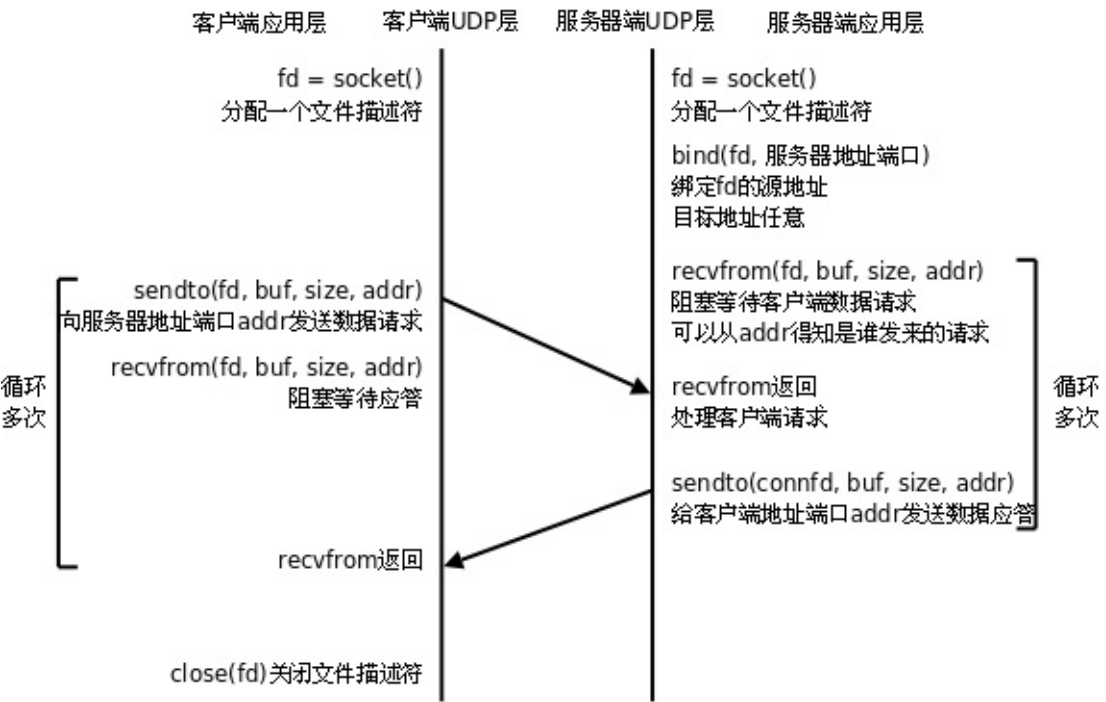 客户端应用层 客户端UDP层 服务器端UDP层 服务器端应用层
fd = socket()
分配一个文件描述符
fd = socket()
分配一个文件描述符
bind(fd, 服务器地址端口)
绑定fd的源地址
目标地址任意
循环
多次
sendto(fd, buf, size, addr)
向服务器地址端口addr发送数据请求
recvfrom(fd, buf, size, addr)
阻塞等待应答
recvfrom(fd, buf, size, addr)
阻塞等待客户端数据请求
可以从addr得知是谁发来的请求
recvfrom返回
处理客户端请求
循环
多次
sendto(connfd, buf, size, addr)
给客户端地址端口addr发送数据应答
recvfrom返回
close(fd)关闭文件描述符